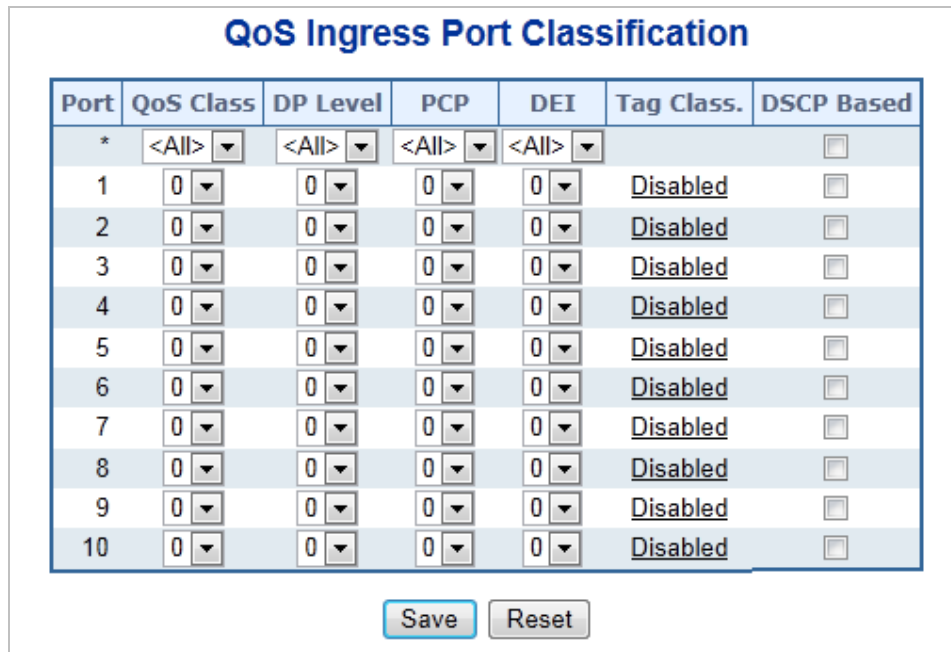 QoS Ingress Port Classification
Port QoS Class DP Level PCP DEI Tag Class. DSCP Based
* <All> <All> <All> <All>
1 0 0 0 0 Disabled
2 0 0 0 0 Disabled
3 0 0 0 0 Disabled
4 0 0 0 0 Disabled
5 0 0 0 0 Disabled
6 0 0 0 0 Disabled
7 0 0 0 0 Disabled
8 0 0 0 0 Disabled
9 0 0 0 0 Disabled
10 0 0 0 0 Disabled
Save Reset